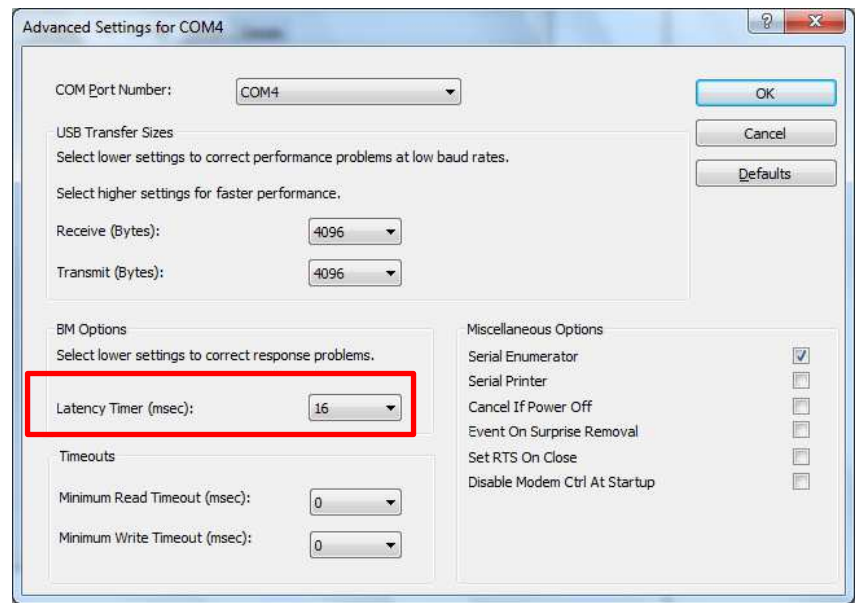 Advanced Settings for COM4
COM Port Number: COM4
OK
USB Transfer Sizes
Cancel
Select lower settings to correct performance problems at low baud rates.
Defaults
Select higher settings for faster performance.
Receive (Bytes): 4096
Transmit (Bytes): 4096
BM Options
Select lower settings to correct response problems.
Latency Timer (msec): 16
Timeouts
Minimum Read Timeout (msec): 0
Minimum Write Timeout (msec): 0
Miscellaneous Options
Serial Enumerator
Serial Printer
Cancel If Power Off
Event On Surprise Removal
Set RTS On Close
Disable Modem Ctrl At Startup